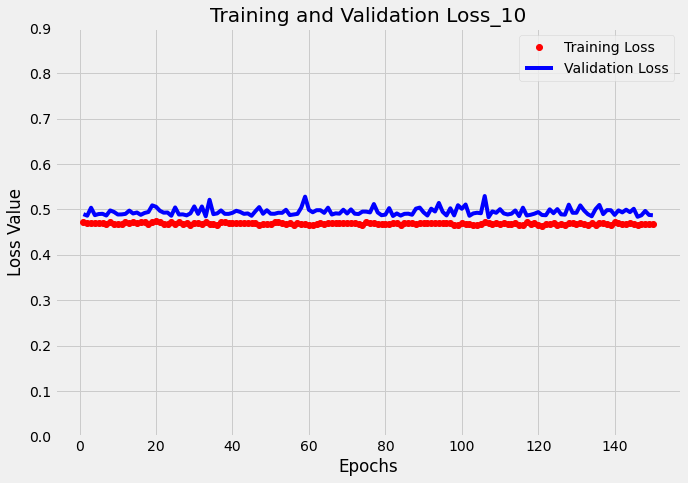 Training and Validation Loss_10
0.9
0.8
0.7
0.6
0.5
0.4
0.3
0.2
0.1
0.0
Loss Value
Training Loss
Validation Loss
0 20 40 60 80 100 120 140
Epochs